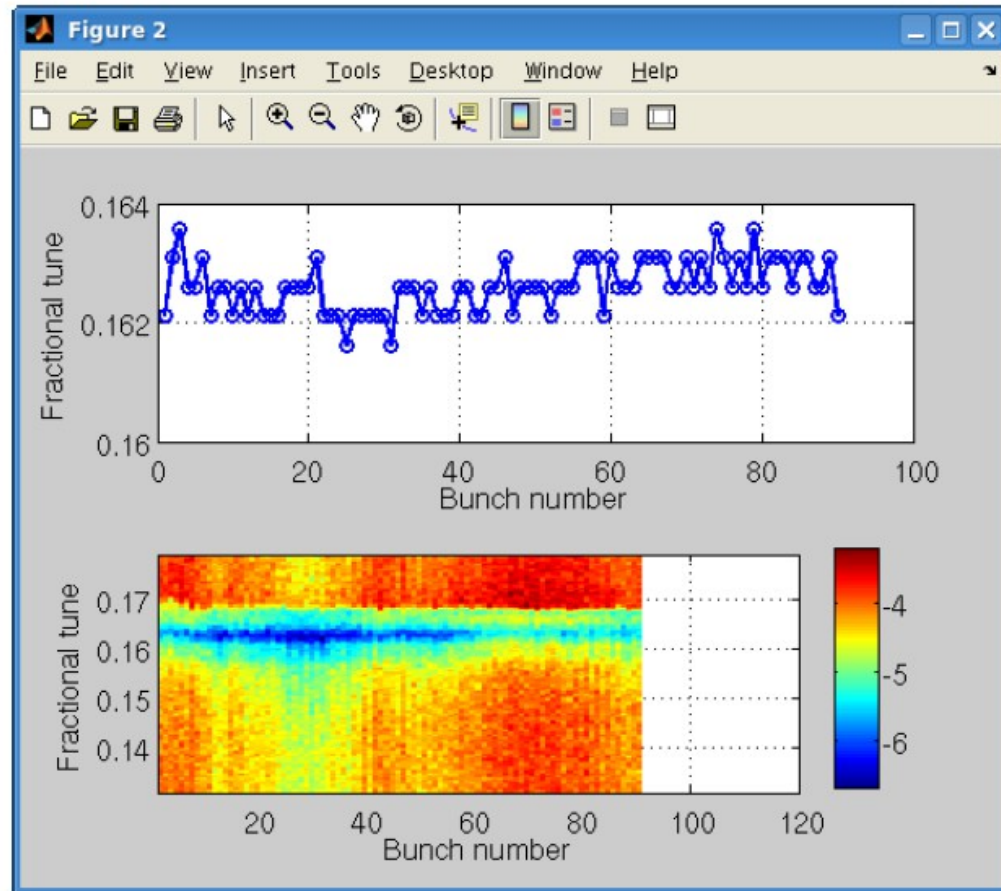 Figure 2
File Edit View Insert Tools Desktop Window Help
0.164
0.162
0.16
Fractional tune
0 20 40 60 80 100
Bunch number
0.17
0.16
0.15
0.14
Fractional tune
20 40 60 80 100 120
Bunch number
-4
-5
-6